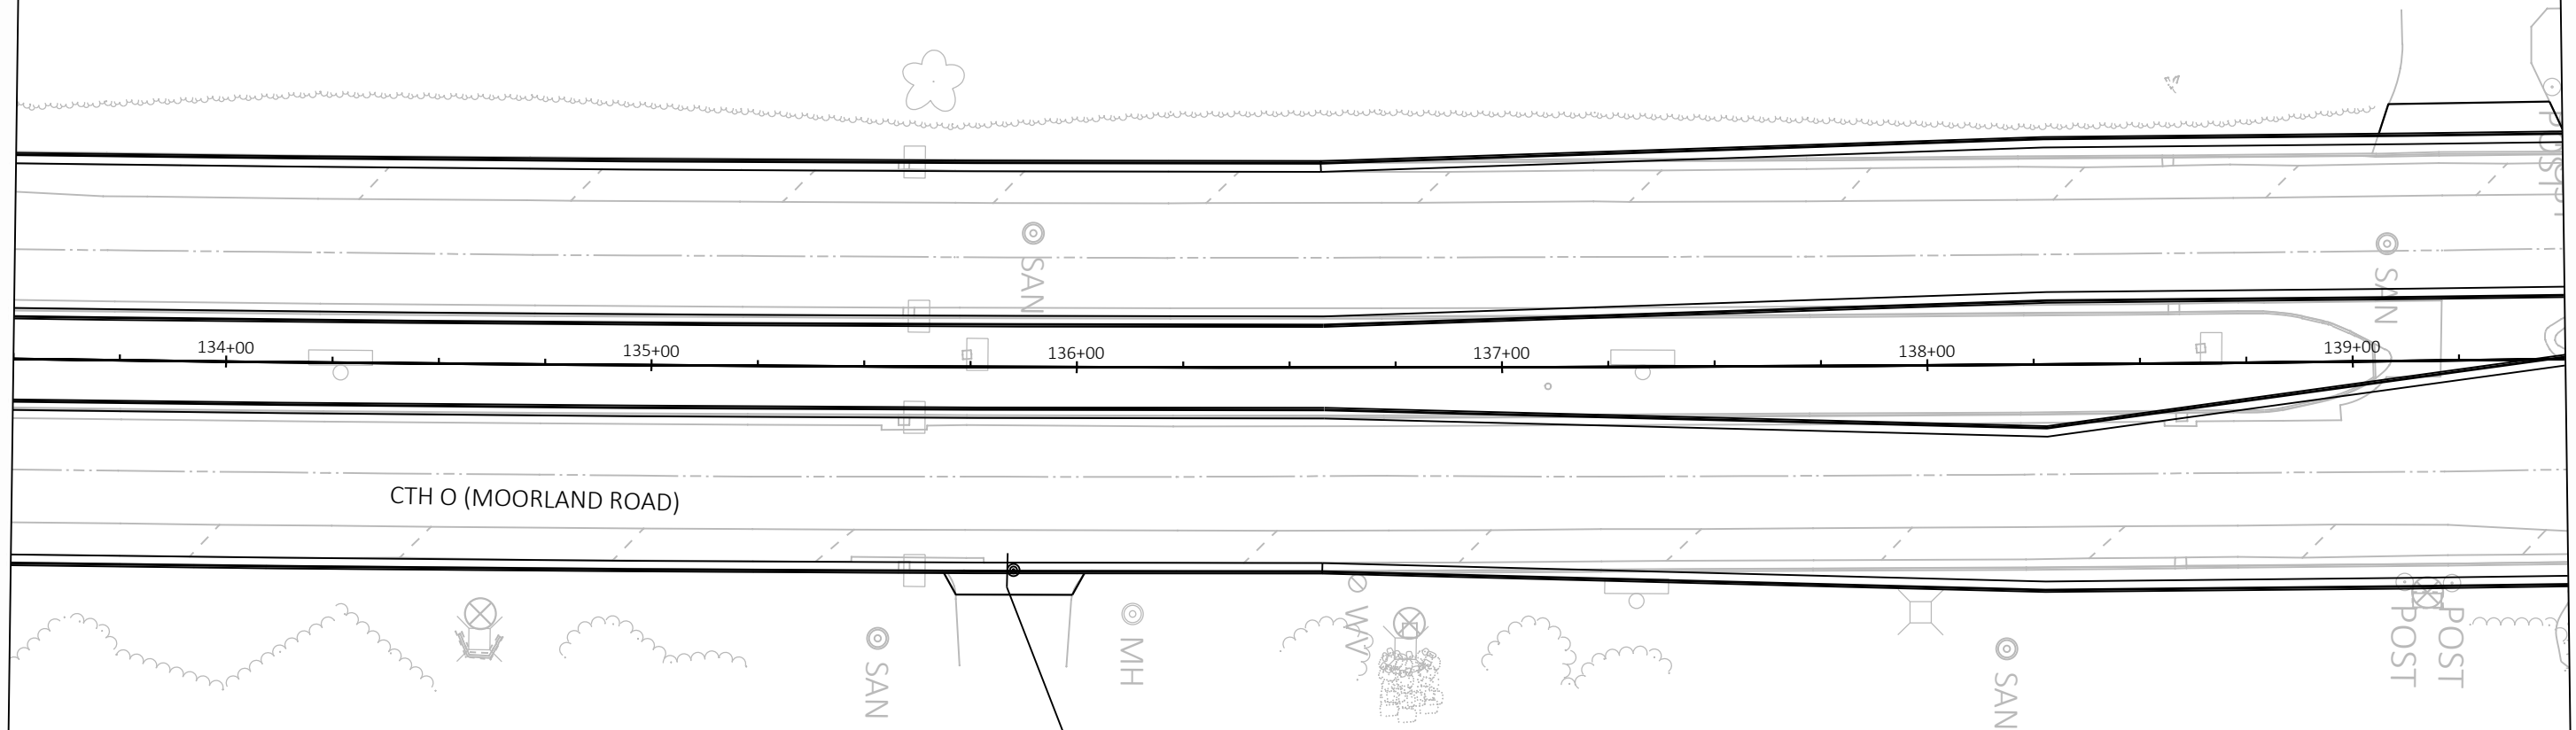 POST
SAN
SAN
134+00
135+00
136+00
137+00
138+00
139+00
CTH O (MOORLAND ROAD)
SAN
MH
WV
SAN
POST
POST